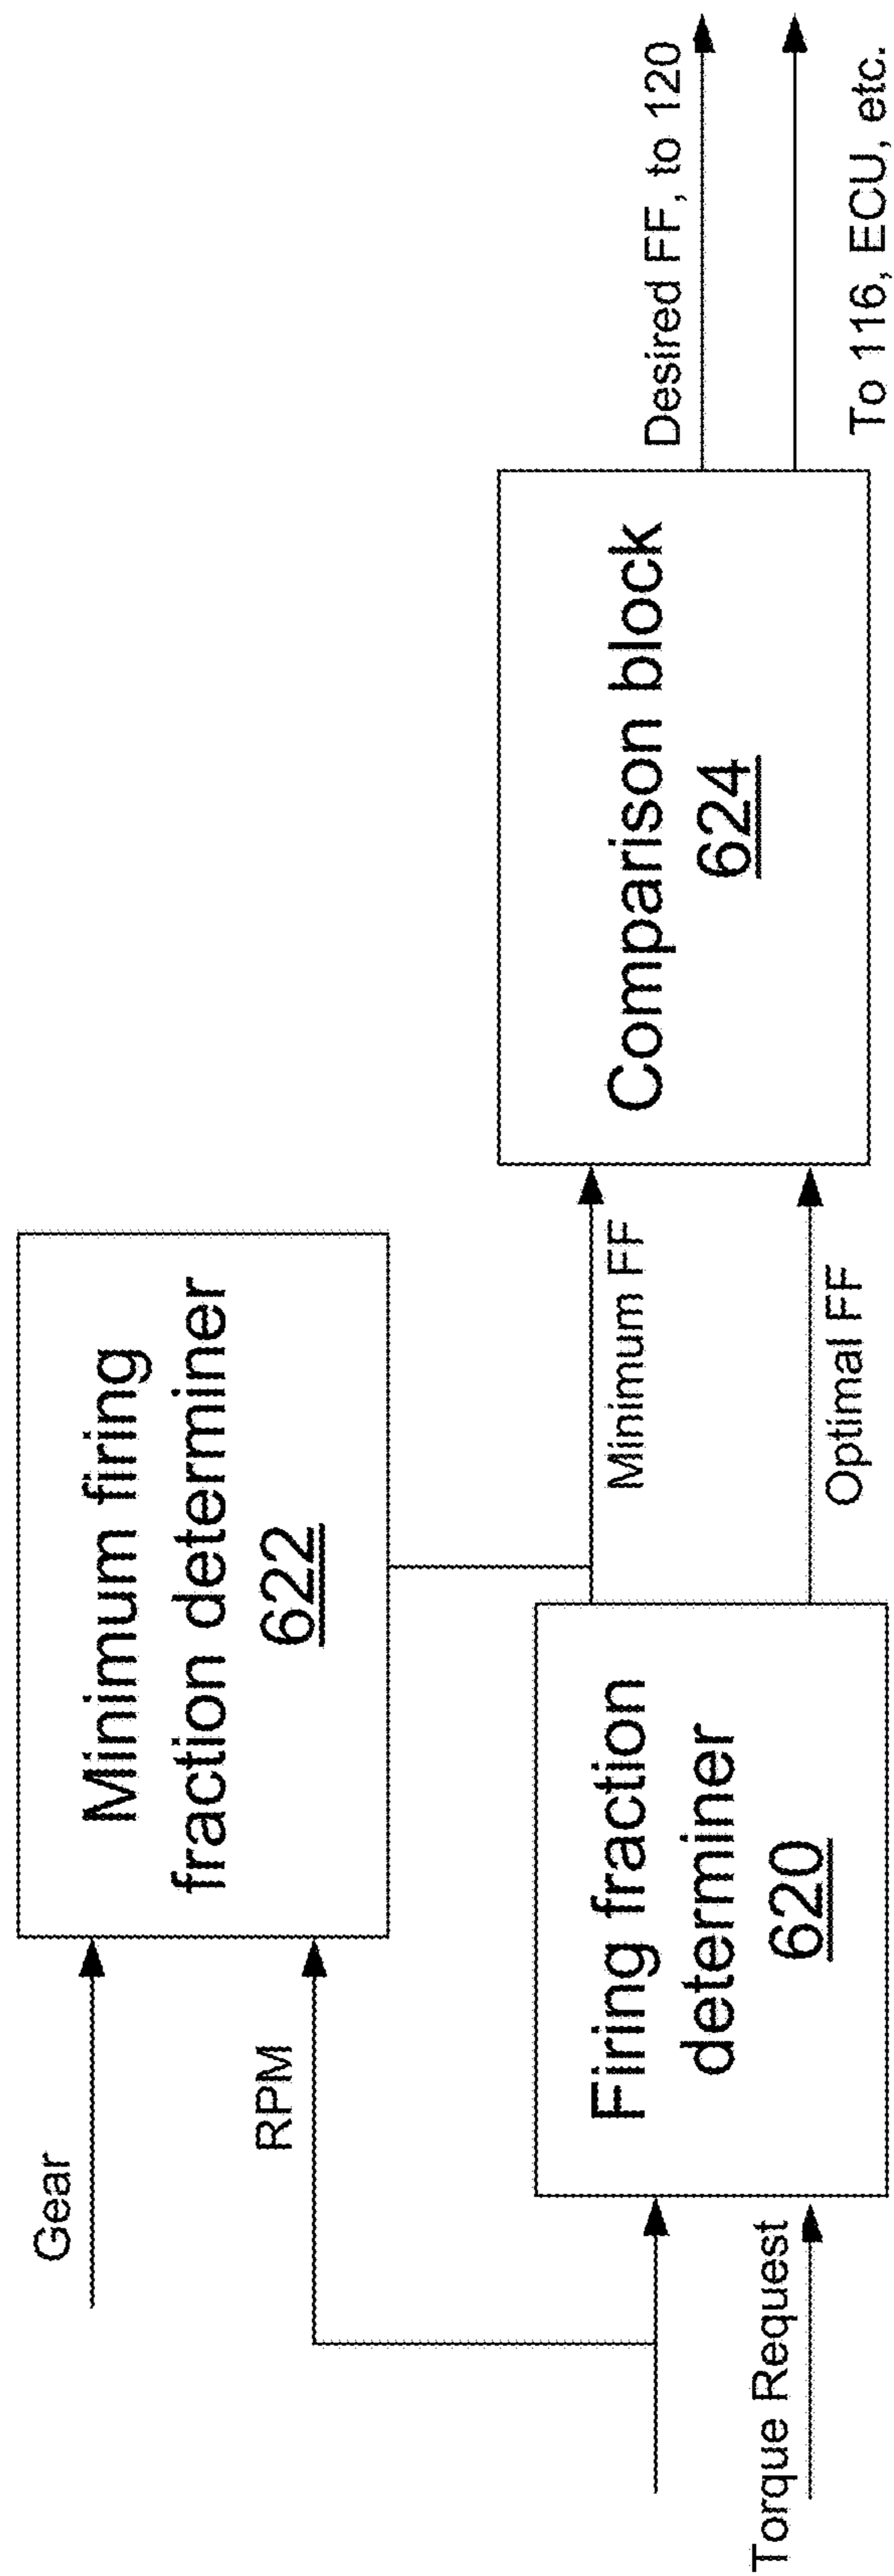 Gear
RPM
Torque Request
Minimum firing
fraction determiner
622
Firing fraction
determiner
620
Minimum FF
Optimal FF
Comparison block
624
Desired FF, to 120
To 116, ECU, etc.